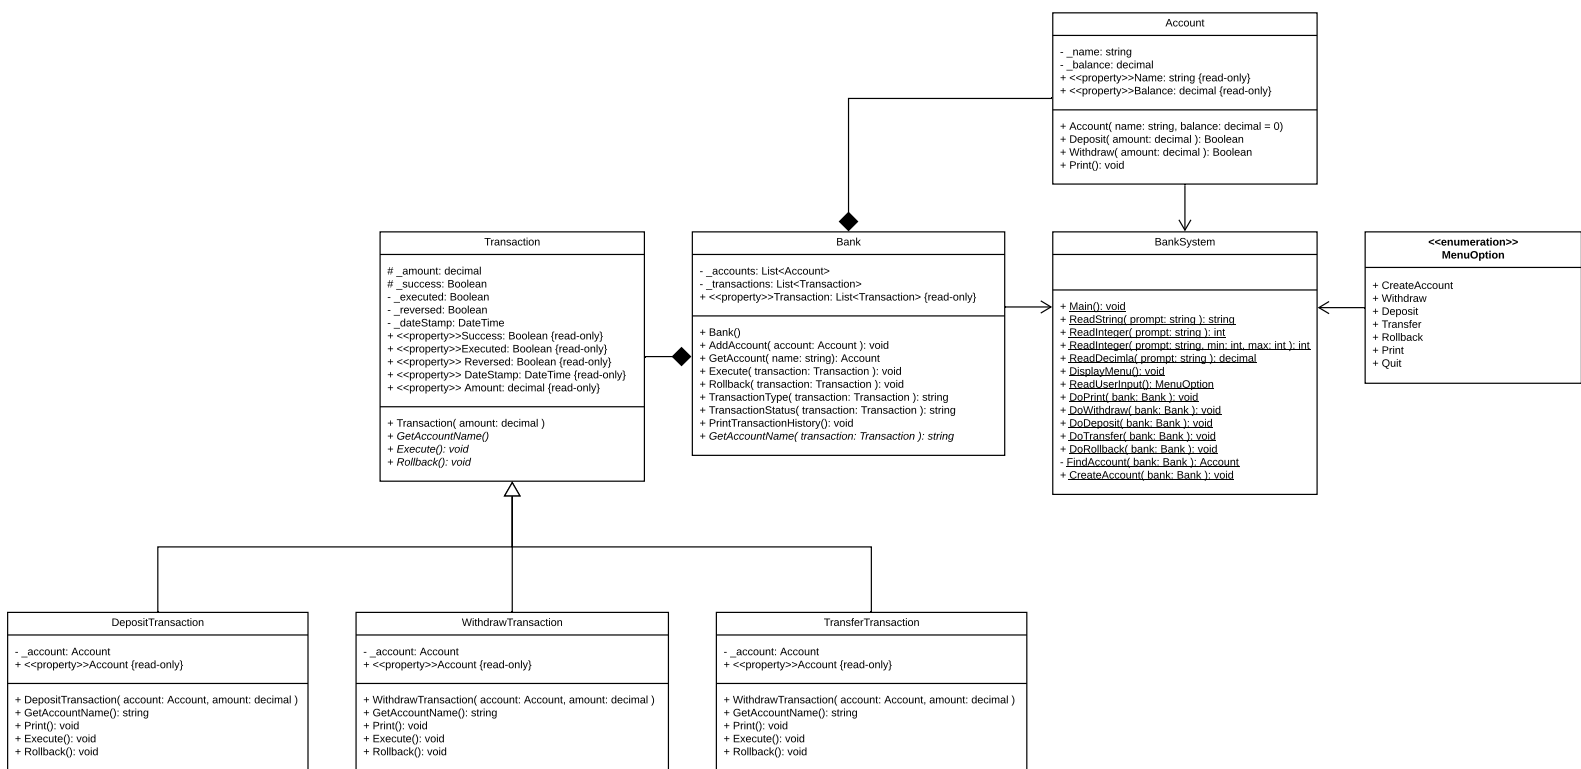 Account
- _name: string
- _balance: decimal
+ <<property>>Name: string {read-only}
+ <<property>>Balance: decimal {read-only}
+ Account( name: string, balance: decimal = 0)
+ Deposit( amount: decimal ): Boolean
+ Withdraw( amount: decimal ): Boolean
+ Print(): void
Transaction
# _amount: decimal
# _success: Boolean
- _executed: Boolean
- _reversed: Boolean
- _dateStamp: DateTime
+ <<property>>Success: Boolean {read-only}
+ <<property>>Executed: Boolean {read-only}
+ <<property>> Reversed: Boolean {read-only}
+ <<property>> DateStamp: DateTime {read-only}
+ <<property>> Amount: decimal {read-only}
+ Transaction( amount: decimal )
+ GetAccountName()
+ Execute(): void
+ Rollback(): void
Bank
- _accounts: List<Account>
- _transactions: List<Transaction>
+ <<property>>Transaction: List<Transaction> {read-only}
+ Bank()
+ AddAccount( account: Account ): void
+ GetAccount( name: string): Account
+ Execute( transaction: Transaction ): void
+ Rollback( transaction: Transaction ): void
+ TransactionType( transaction: Transaction ): string
+ TransactionStatus( transaction: Transaction ): string
+ PrintTransactionHistory(): void
+ GetAccountName( transaction: Transaction ): string
BankSystem
+ Main(): void
+ ReadString( prompt: string ): string
+ ReadInteger( prompt: string ): int
+ ReadInteger( prompt: string, min: int, max: int ): int
+ ReadDecimla( prompt: string ): decimal
+ DisplayMenu(): void
+ ReadUserInput(): MenuOption
+ DoPrint( bank: Bank ): void
+ DoWithdraw( bank: Bank ): void
+ DoDeposit( bank: Bank ): void
+ DoTransfer( bank: Bank ): void
+ DoRollback( bank: Bank ): void
- FindAccount( bank: Bank ): Account
+ CreateAccount( bank: Bank ): void
<<enumeration>>
MenuOption
+ CreateAccount
+ Withdraw
+ Deposit
+ Transfer
+ Rollback
+ Print
+ Quit
DepositTransaction
- _account: Account
+ <<property>>Account {read-only}
+ DepositTransaction( account: Account, amount: decimal )
+ GetAccountName(): string
+ Print(): void
+ Execute(): void
+ Rollback(): void
WithdrawTransaction
- _account: Account
+ <<property>>Account {read-only}
+ WithdrawTransaction( account: Account, amount: decimal )
+ GetAccountName(): string
+ Print(): void
+ Execute(): void
+ Rollback(): void
TransferTransaction
- _account: Account
+ <<property>>Account {read-only}
+ WithdrawTransaction( account: Account, amount: decimal )
+ GetAccountName(): string
+ Print(): void
+ Execute(): void
+ Rollback(): void